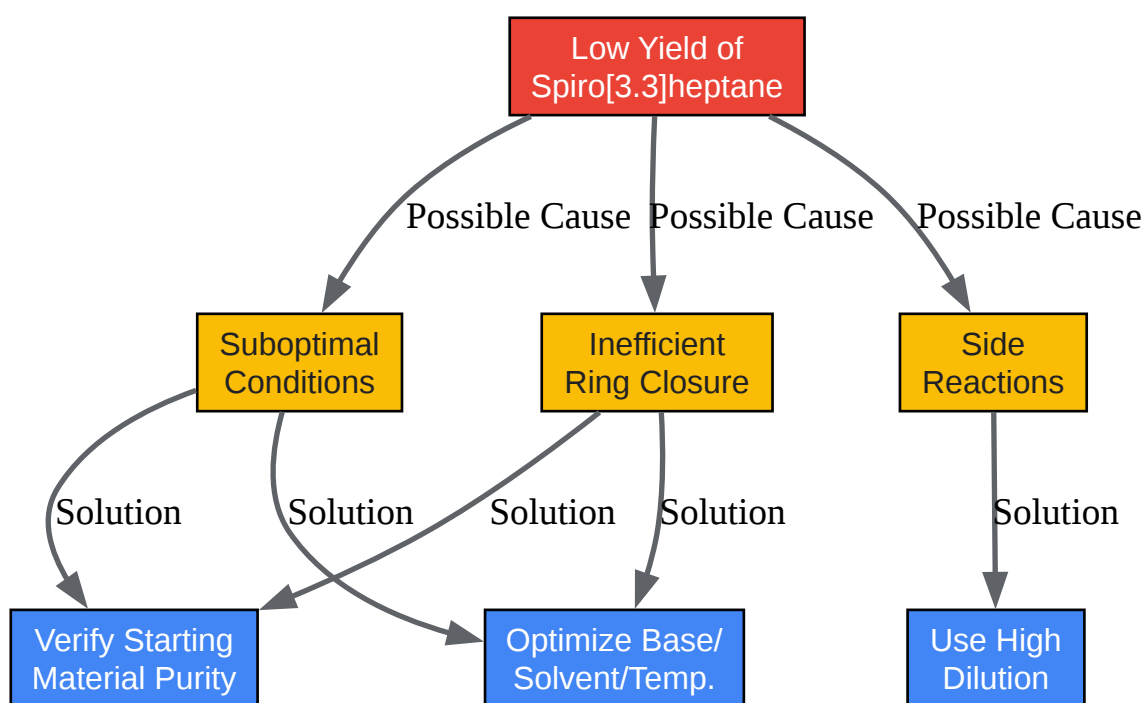 Low Yield of
Spiro[3.3]heptane
Possible Cause
Possible Cause
Possible Cause
Suboptimal
Conditions
Inefficient
Ring Closure
Side
Reactions
Solution
Solution
Solution
Solution
Solution
Verify Starting
Material Purity
Optimize Base/
Solvent/Temp.
Use High
Dilution